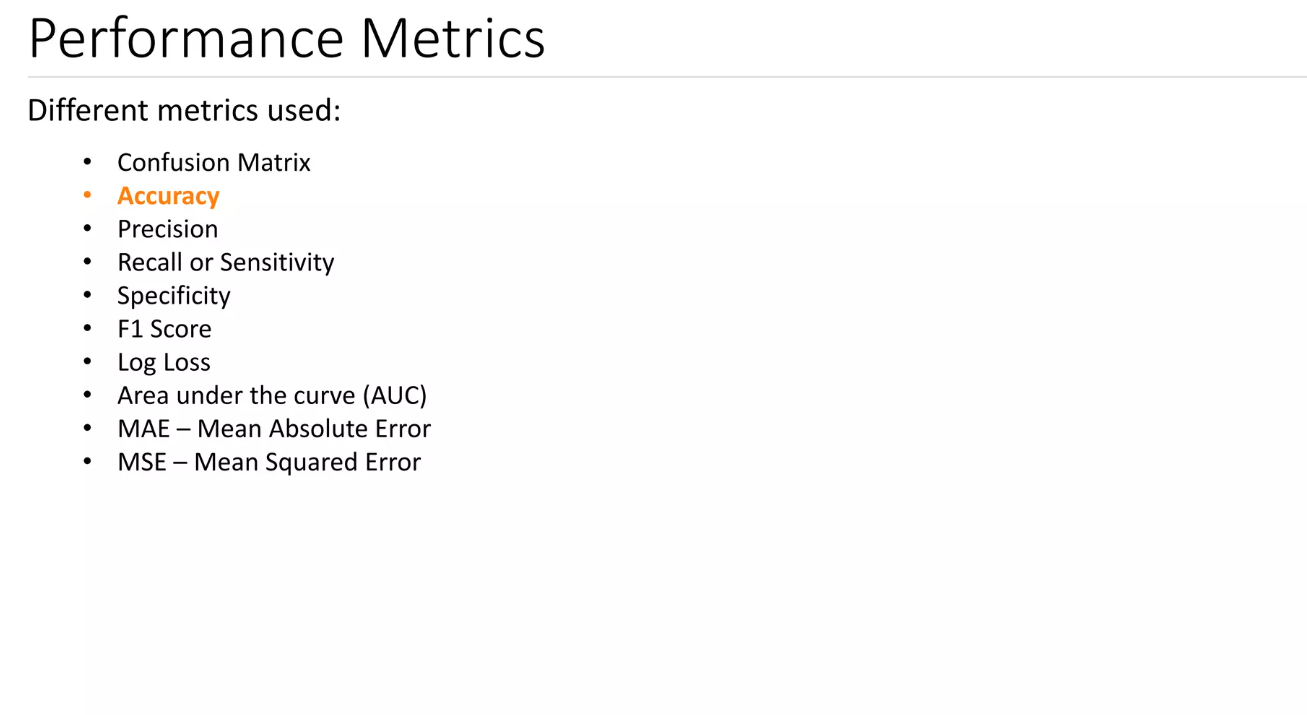 Performance Metrics
Different metrics used:
• Confusion Matrix
• Accuracy
• Precision
• Recall or Sensitivity
• Specificity
• F1 Score
• Log Loss
• Area under the curve (AUC)
• MAE – Mean Absolute Error
• MSE – Mean Squared Error